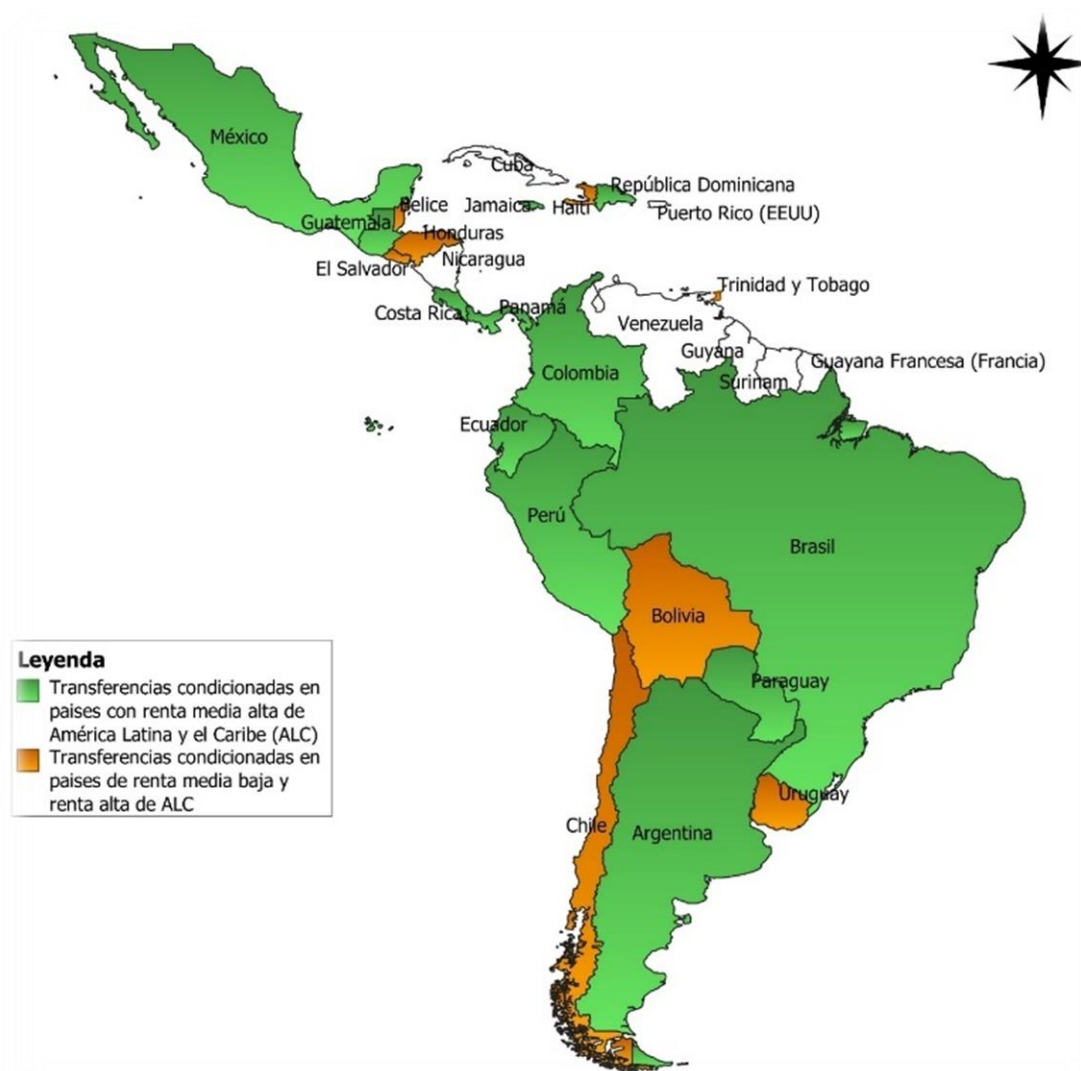 México
Cuba
República Dominicana
Belice
Jamaica
Haití
Puerto Rico (EEUU)
Guatemala
Honduras
Nicaragua
El Salvador
Trinidad y Tobago
Costa Rica
Panamá
Venezuela
Guyana
Guayana Francesa (Francia)
Colombia
Surinam
Ecuador
Perú
Brasil
Bolivia
Paraguay
Uruguáy
Chile
Argentina
Leyenda
Transferencias condicionadas en
paises con renta media alta de
América Latina y el Caribe (ALC)
Transferencias condicionadas en
paises de renta media baja y
renta alta de ALC